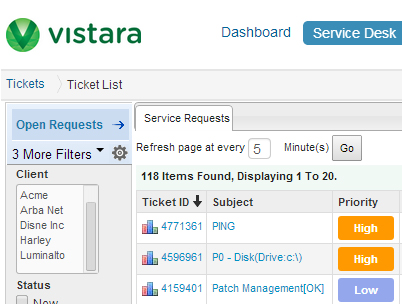 vistara
Dashboard Service Desk
Tickets Ticket List
Open Requests
Service Requests
3 More Filters
Refresh page at every 5 Minute(s) Go
Client
118 Items Found, Displaying 1 To 20.
Acme
Arba Net
Disne Inc
Harley
Luminalto
Ticket ID Subject Priority
4771361 PING High
4596961 P0 - Disk(Drive:c:\) High
Status
New
4159401 Patch Management[OK] Low